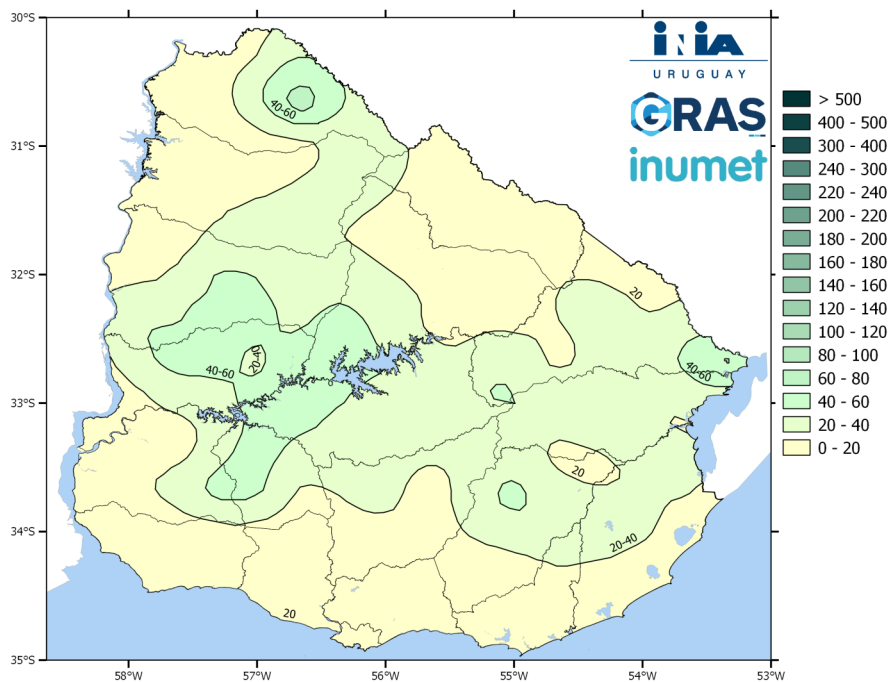 30°S
31°S
32°S
33°S
34°S
35°S
58°W
57°W
56°W
55°W
54°W
53°W
40-60
20
20-40
40-60
40-60
20
20-40
20
INIA
URUGUAY
GRAS
inumet
> 500
400 - 500
300 - 400
240 - 300
220 - 240
200 - 220
180 - 200
160 - 180
140 - 160
120 - 140
100 - 120
80 - 100
60 - 80
40 - 60
20 - 40
0 - 20